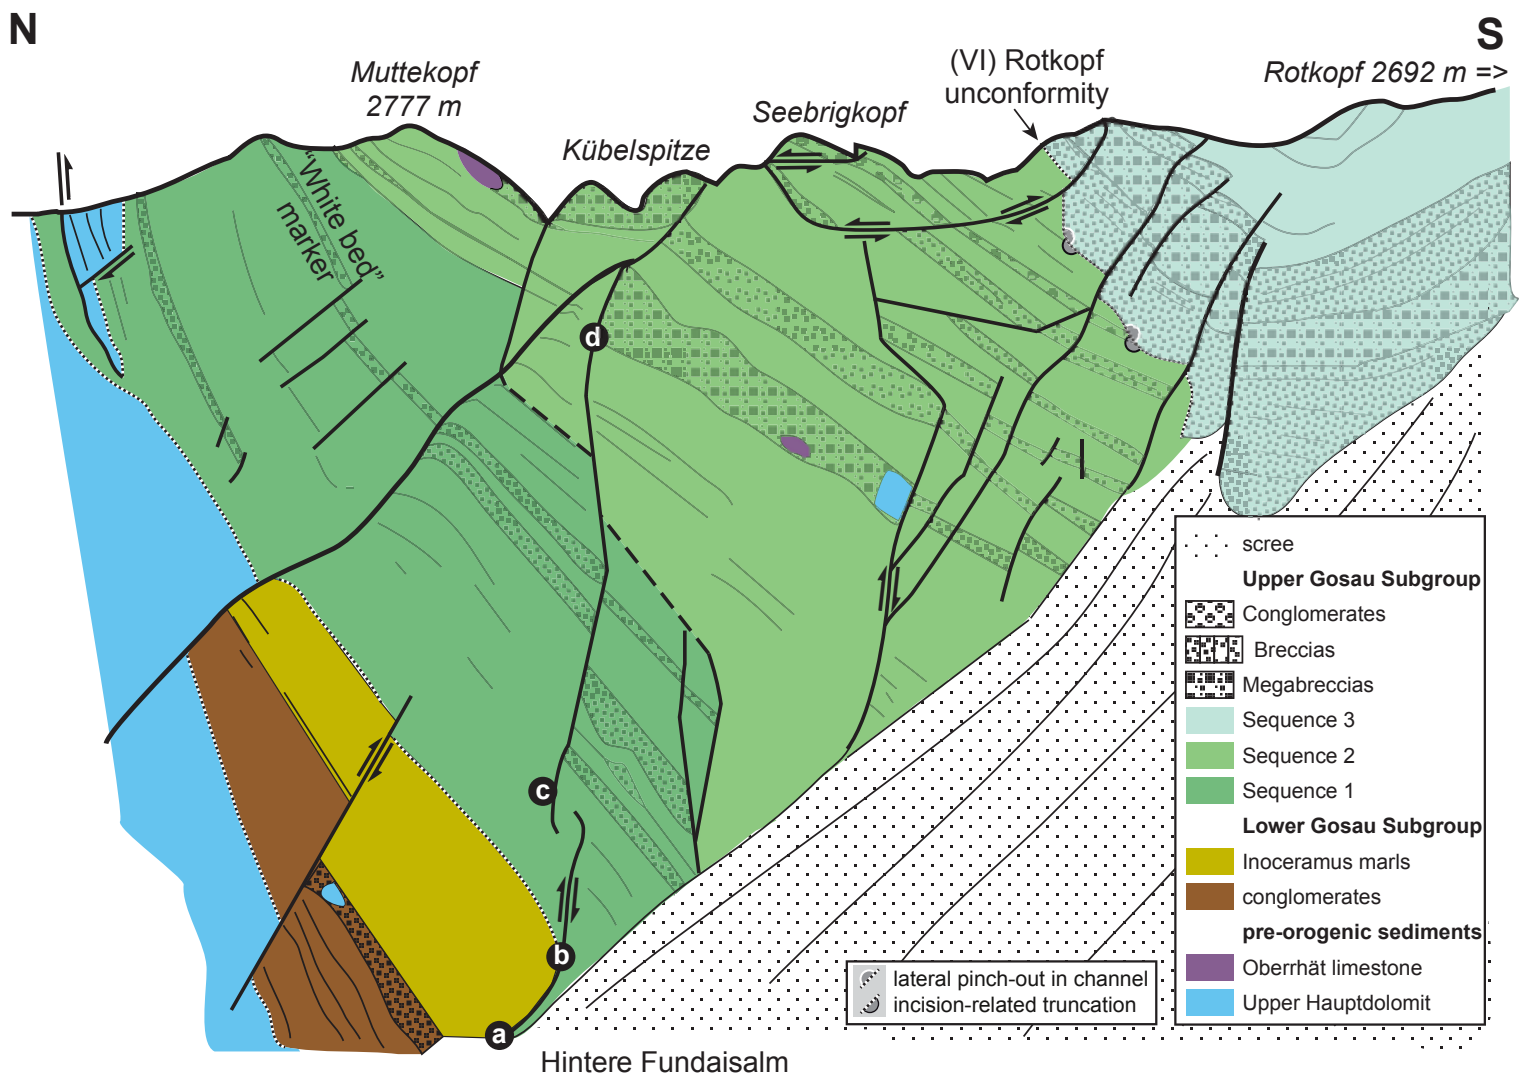 N
S
Muttekopf
2777 m
Kübelspitze
Seebrigkopf
(VI) Rotkopf
unconformity
Rotkopf 2692 m =>
"White bed"
marker
d
c
b
a
Hintere Fundaisalm
scree
Upper Gosau Subgroup
Conglomerates
Breccias
Megabreccias
Sequence 3
Sequence 2
Sequence 1
Lower Gosau Subgroup
Inoceramus marls
conglomerates
pre-orogenic sediments
Oberrhät limestone
Upper Hauptdolomit
lateral pinch-out in channel
incision-related truncation